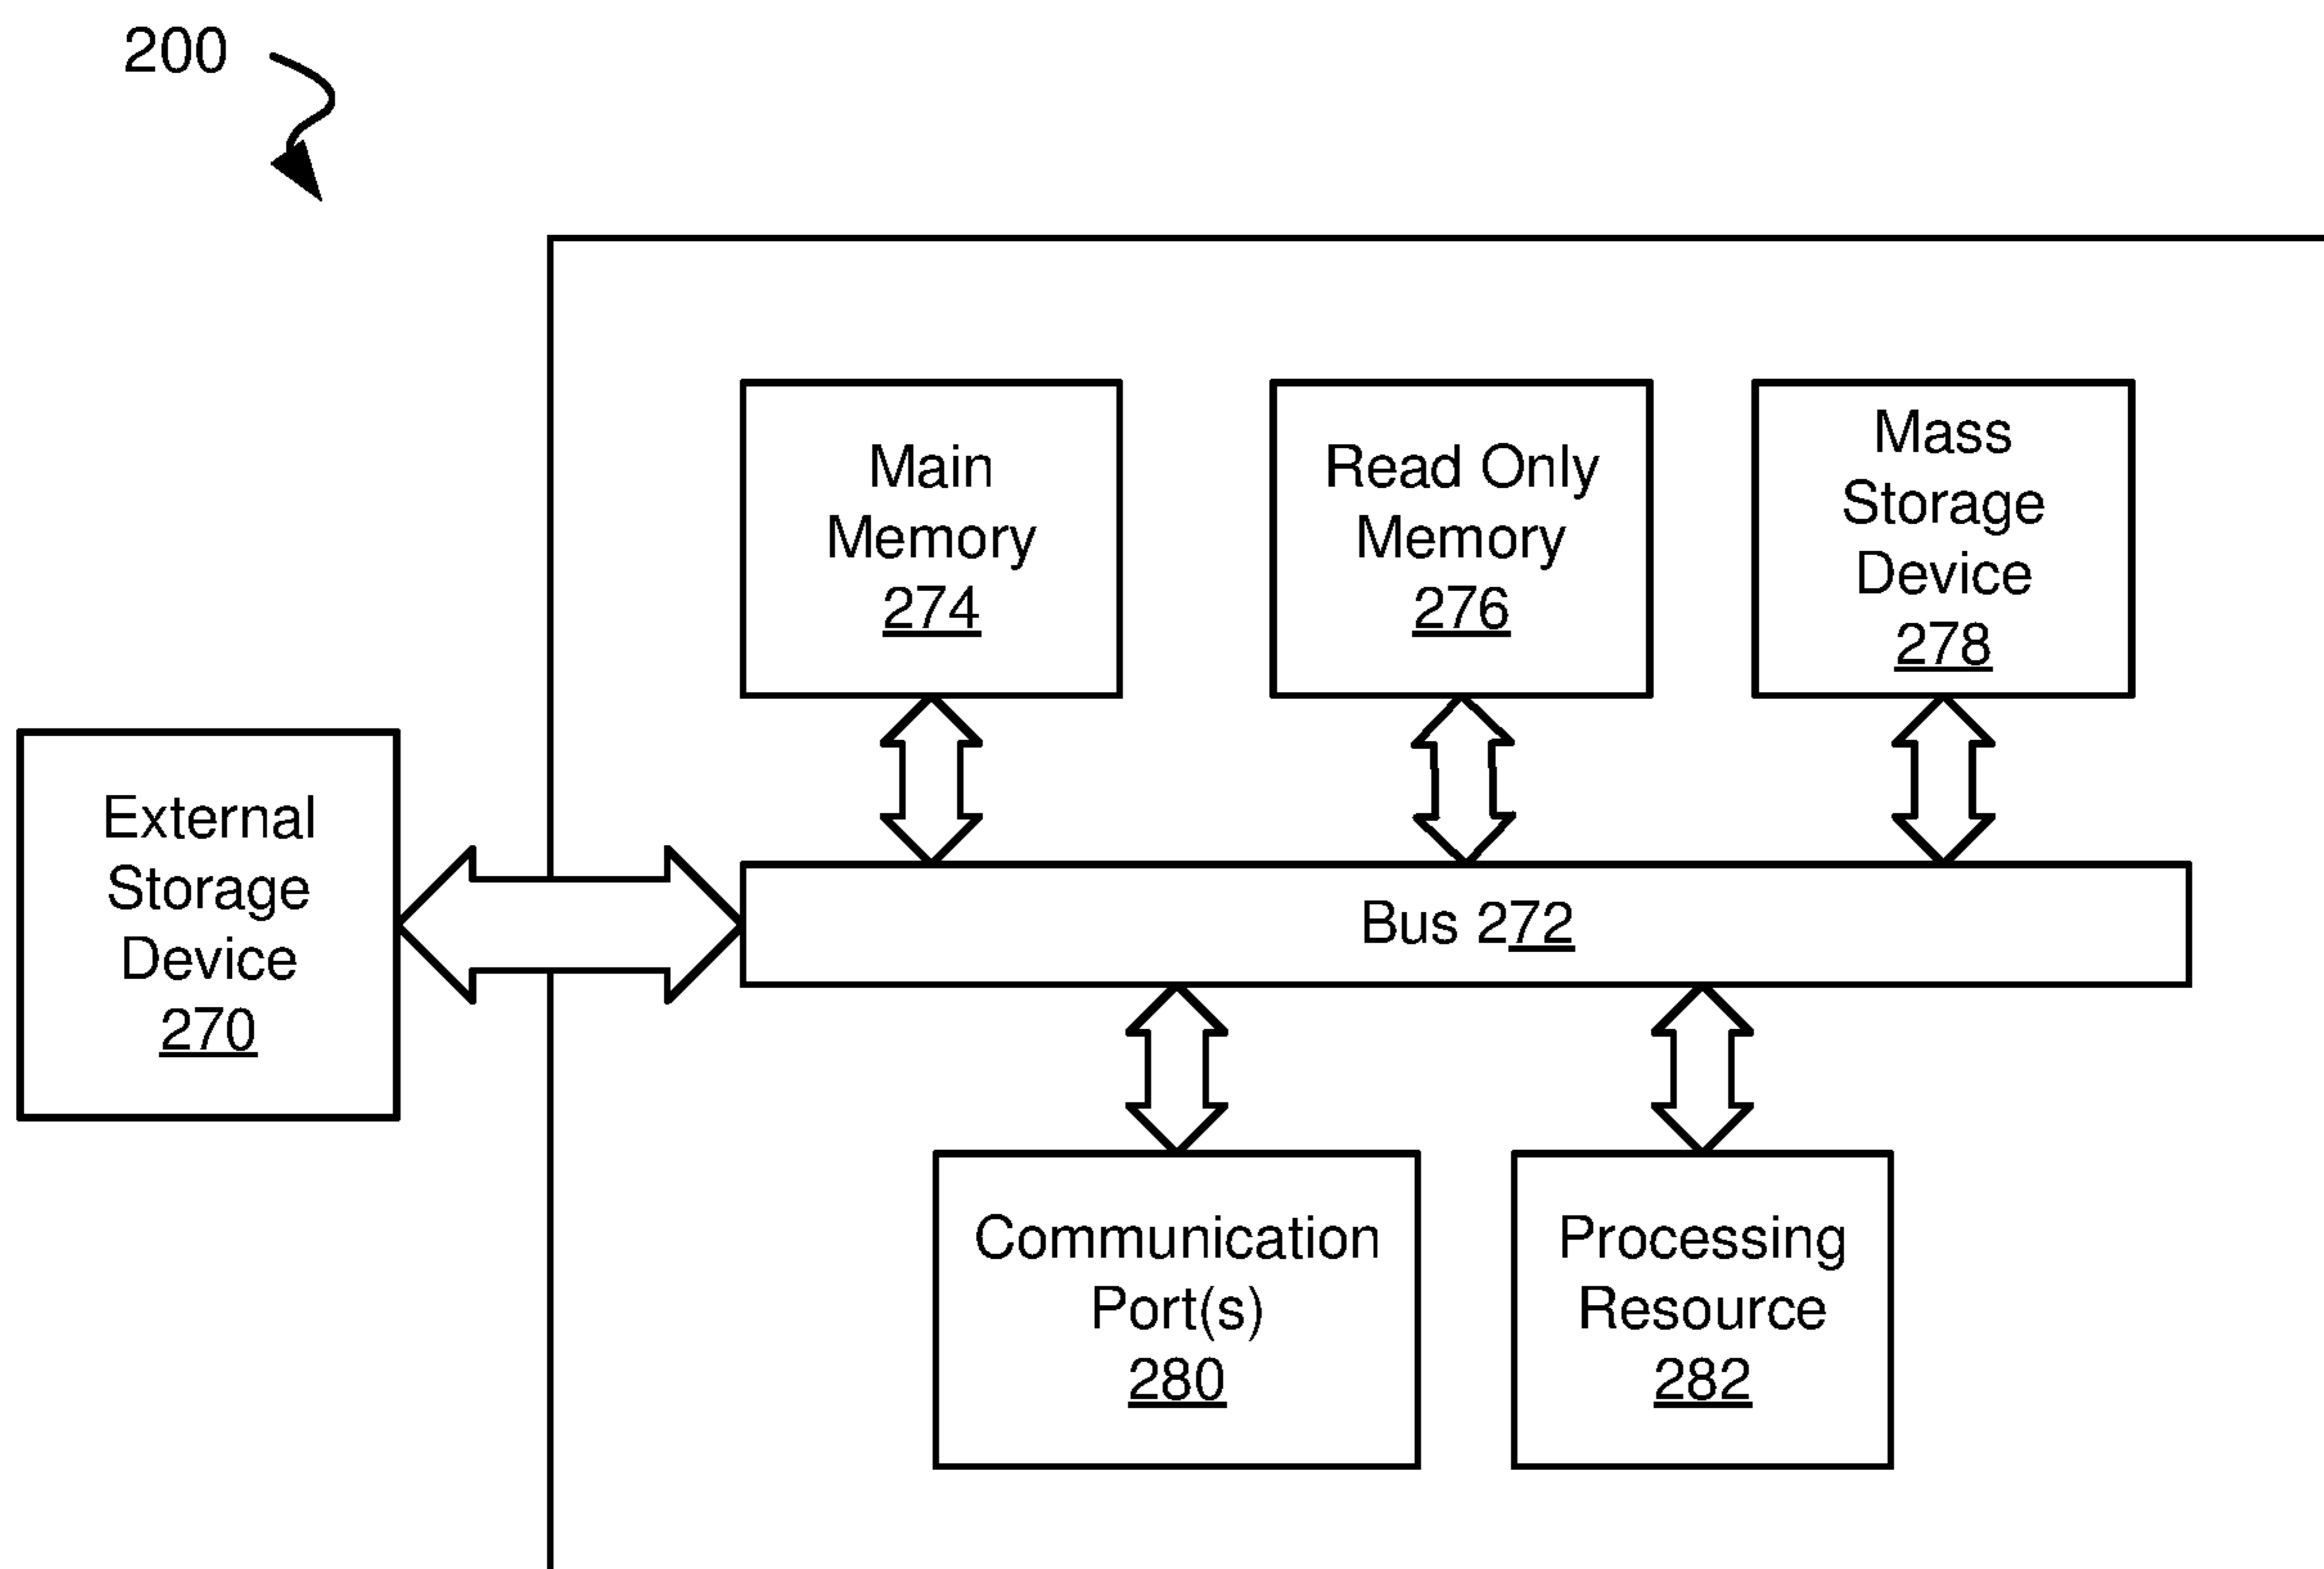 200
Main
Memory
274
Read Only
Memory
276
Mass
Storage
Device
278
External
Storage
Device
270
Bus 272
Communication
Port(s)
280
Processing
Resource
282